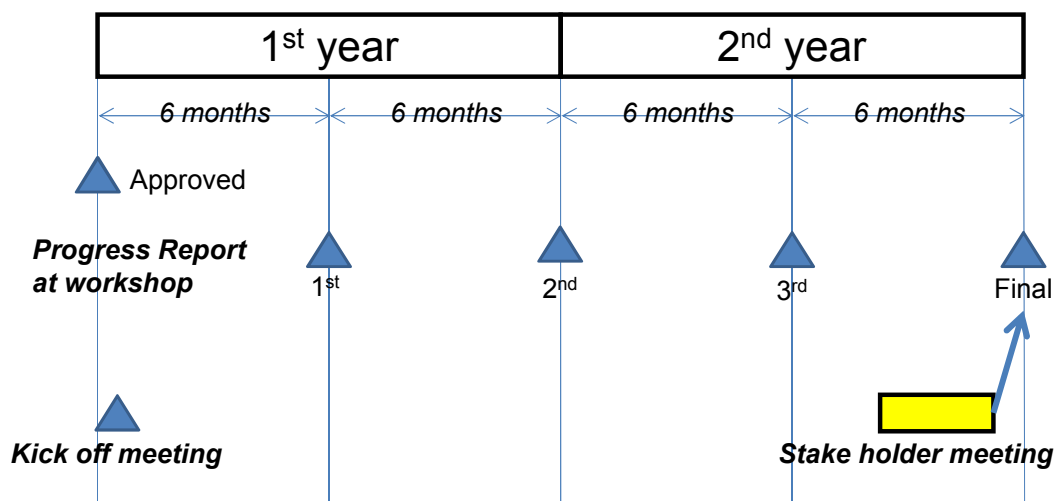 1st year
2nd year
6 months
6 months
6 months
6 months
Approved
Progress Report
at workshop
1st
2nd
3rd
Final
Kick off meeting
Stake holder meeting